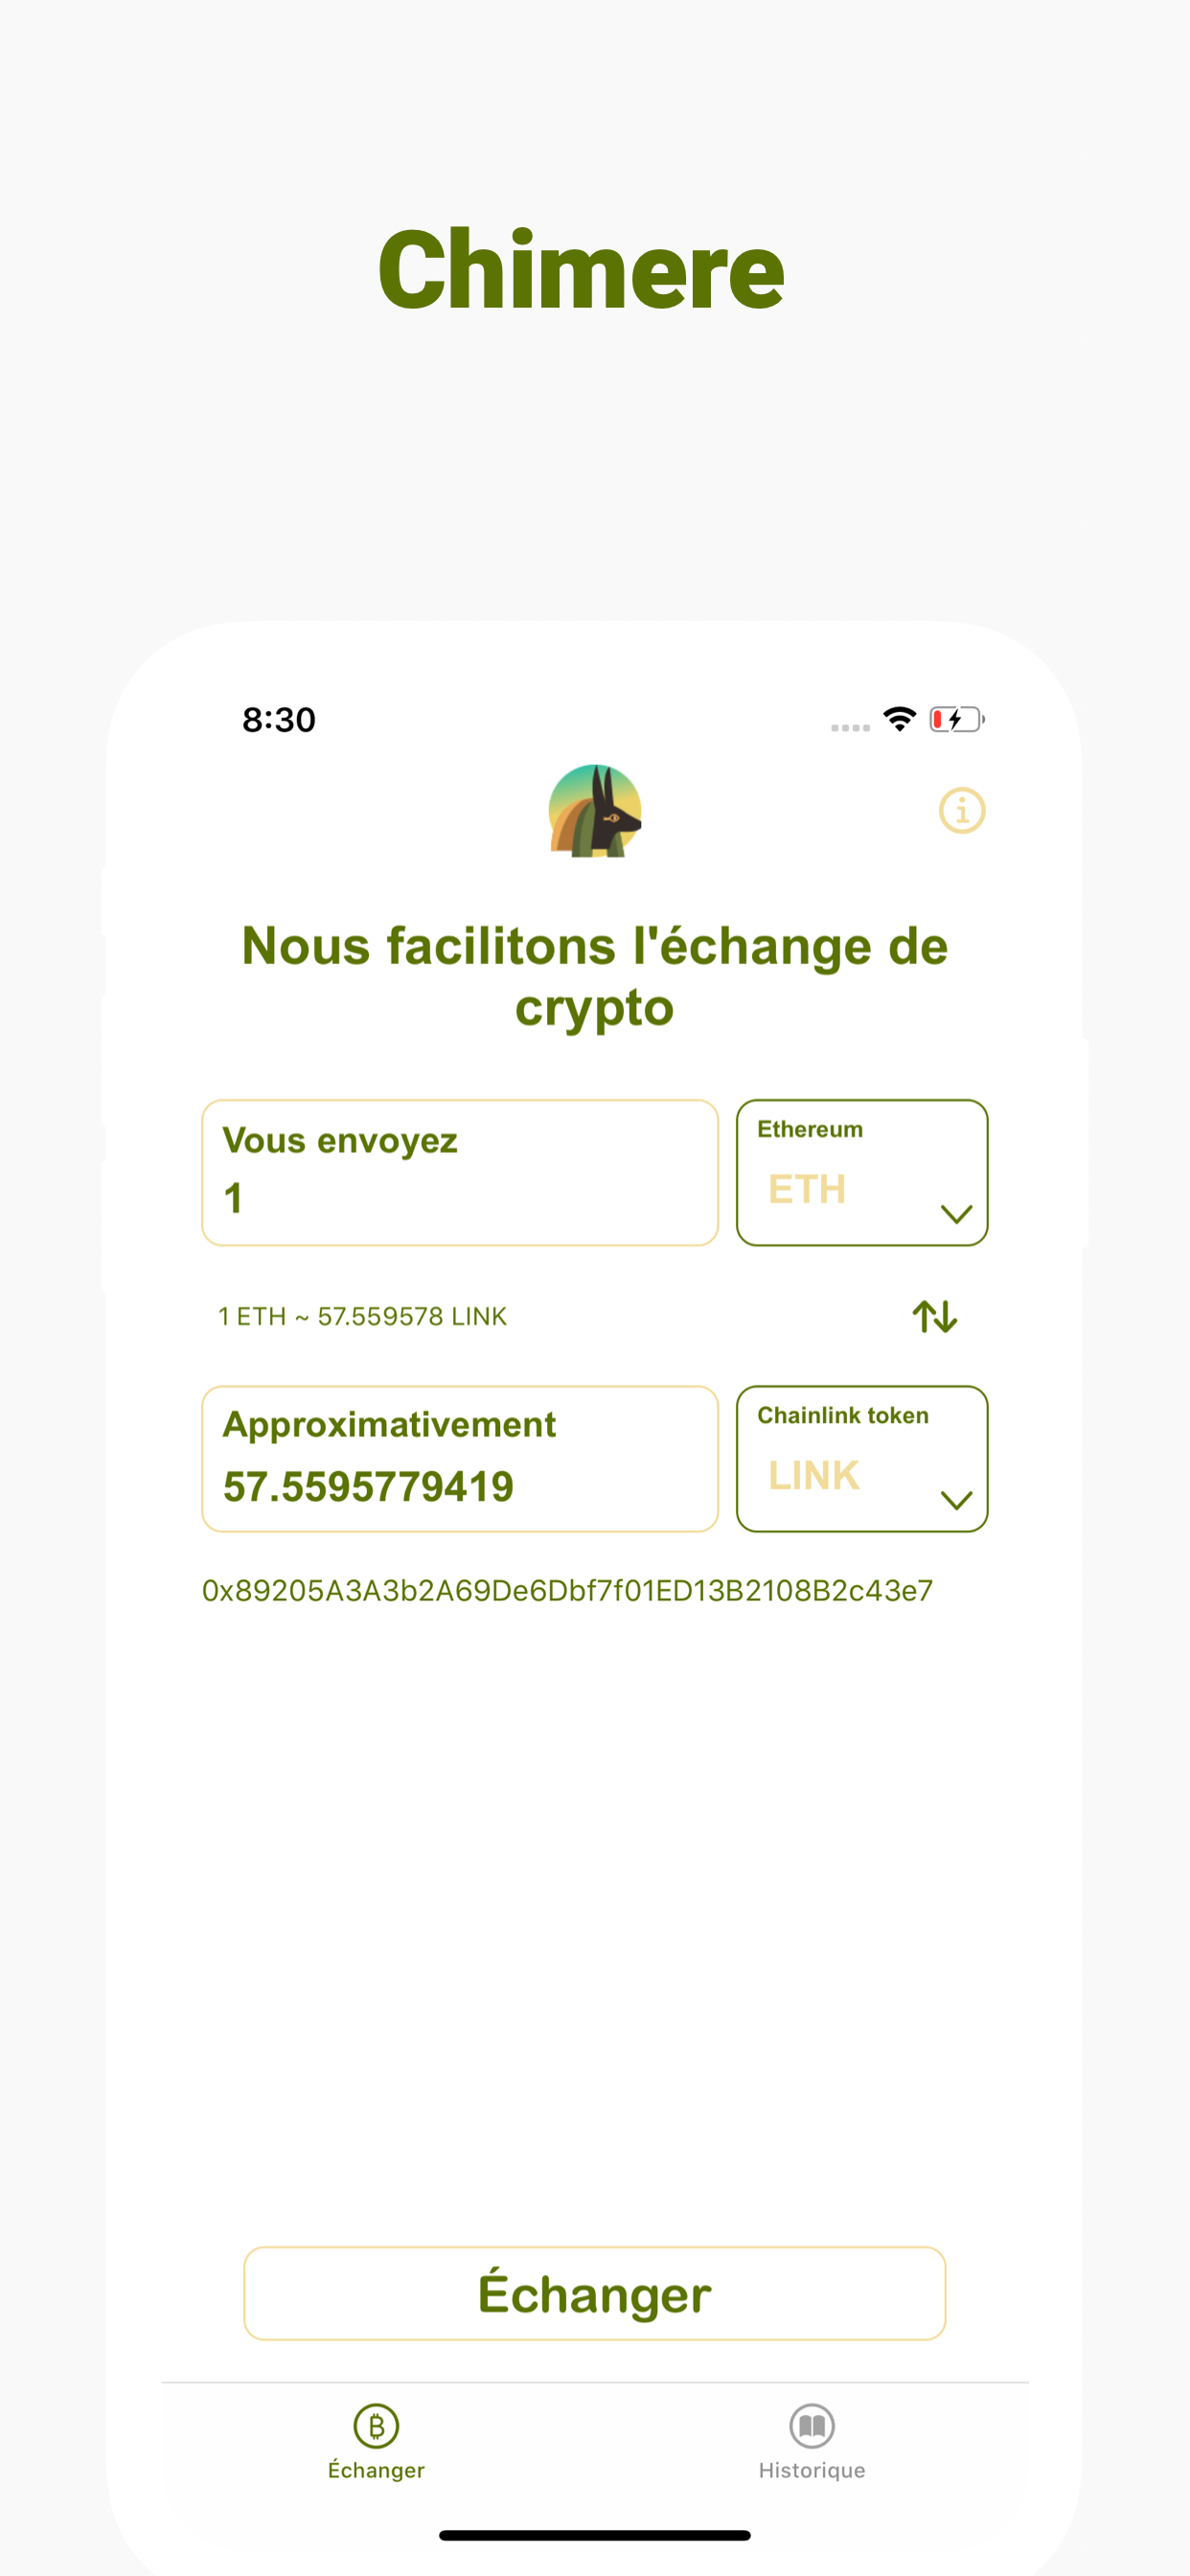 Chimere
8:30
Nous facilitons l'échange de
crypto
Vous envoyez
1
Ethereum
ETH
1 ETH ~ 57.559578 LINK
Approximativement
57.5595779419
Chainlink token
LINK
0x89205A3A3b2A69De6Dbf7f01ED13B2108B2c43e7
Échanger
Échanger
Historique